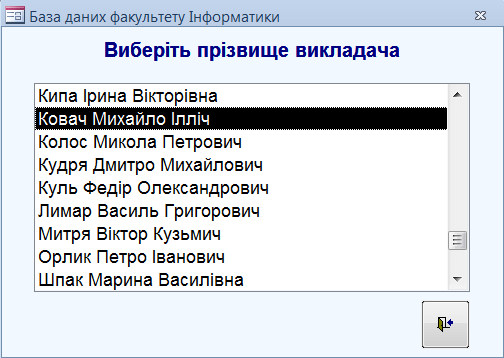 База даних факультету Інформатики
Виберіть прізвище викладача
Кипа Ірина Вікторівна
Ковач Михайло Ілліч
Колос Микола Петрович
Кудря Дмитро Михайлович
Куль Федір Олександрович
Лимар Василь Григорович
Митря Віктор Кузьмич
Орлик Петро Іванович
Шпак Марина Василівна